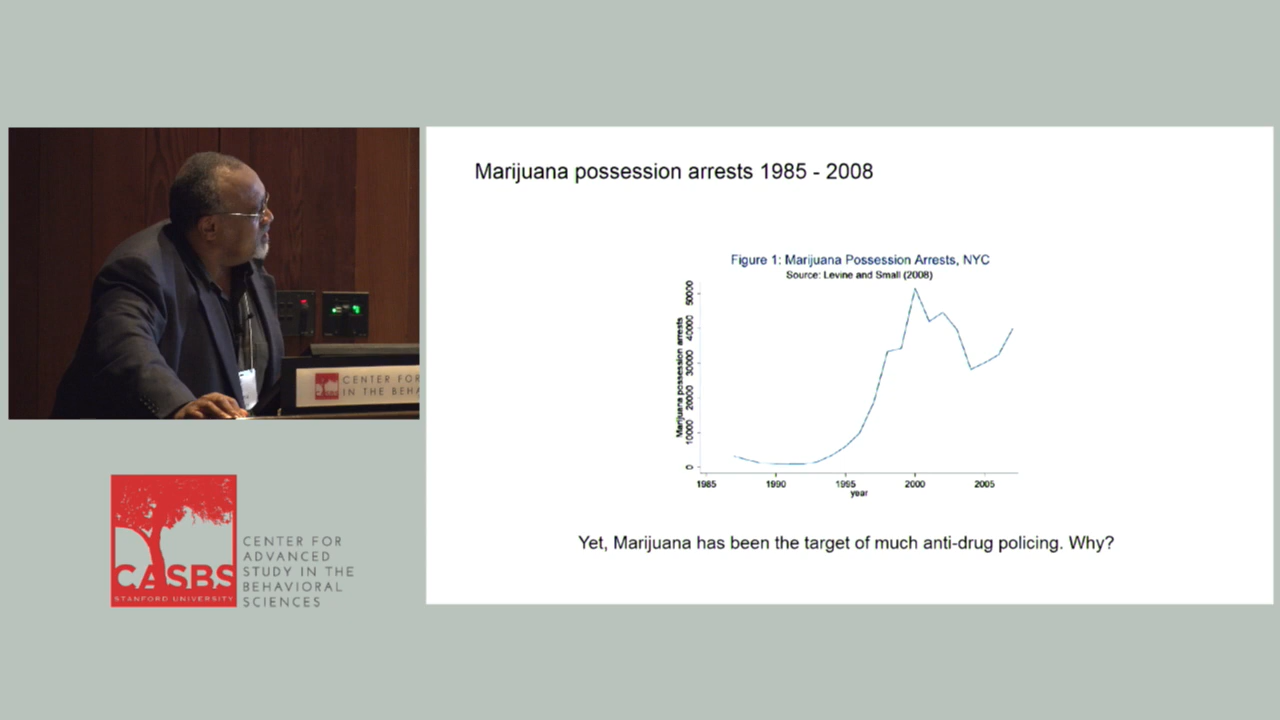 Marijuana possession arrests 1985 - 2008
Figure 1: Marijuana Possession Arrests, NYC
Source: Levine and Small (2008)
Marijuana possession arrests
50000
40000
30000
20000
10000
0
1985
1990
1995
2000
2005
year
Yet, Marijuana has been the target of much anti-drug policing. Why?
CENTER FOR
IN THE BEHA
CASBS
STANFORD UNIVERSITY
CENTER FOR
ADVANCED
STUDY IN THE
BEHAVIORAL
SCIENCES